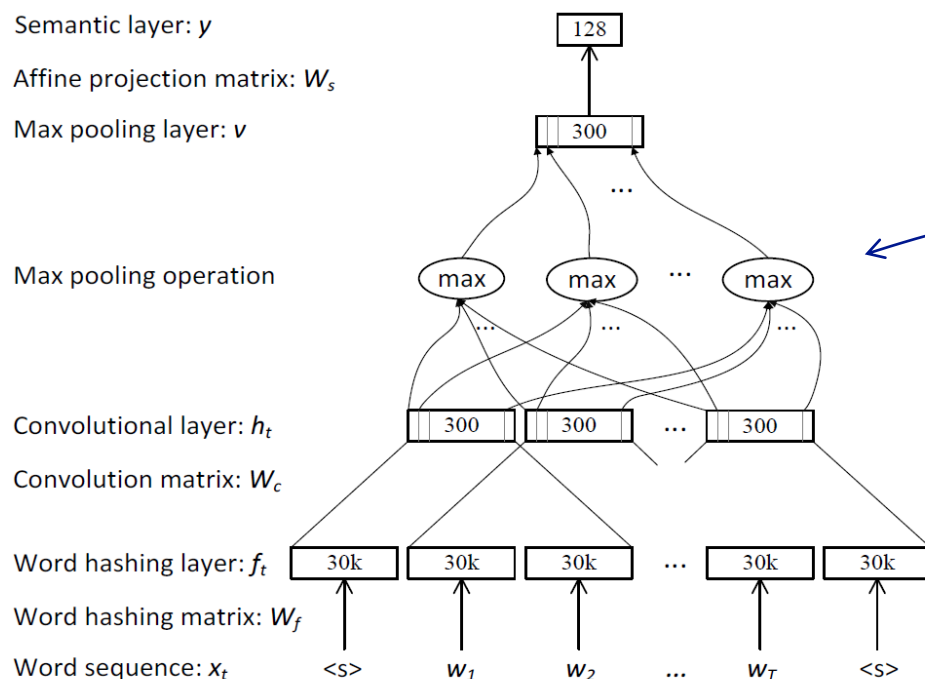 Semantic layer: y 128
Affine projection matrix: Ws
Max pooling layer: v 300
...
Max pooling operation max max ... max
... ... ...
Convolutional layer: ht 300 300 ... 300
Convolution matrix: Wc
Word hashing layer: ft 30k 30k 30k ... 30k 30k
Word hashing matrix: Wf
Word sequence: xt <s> w1 w2 ... wT <s>